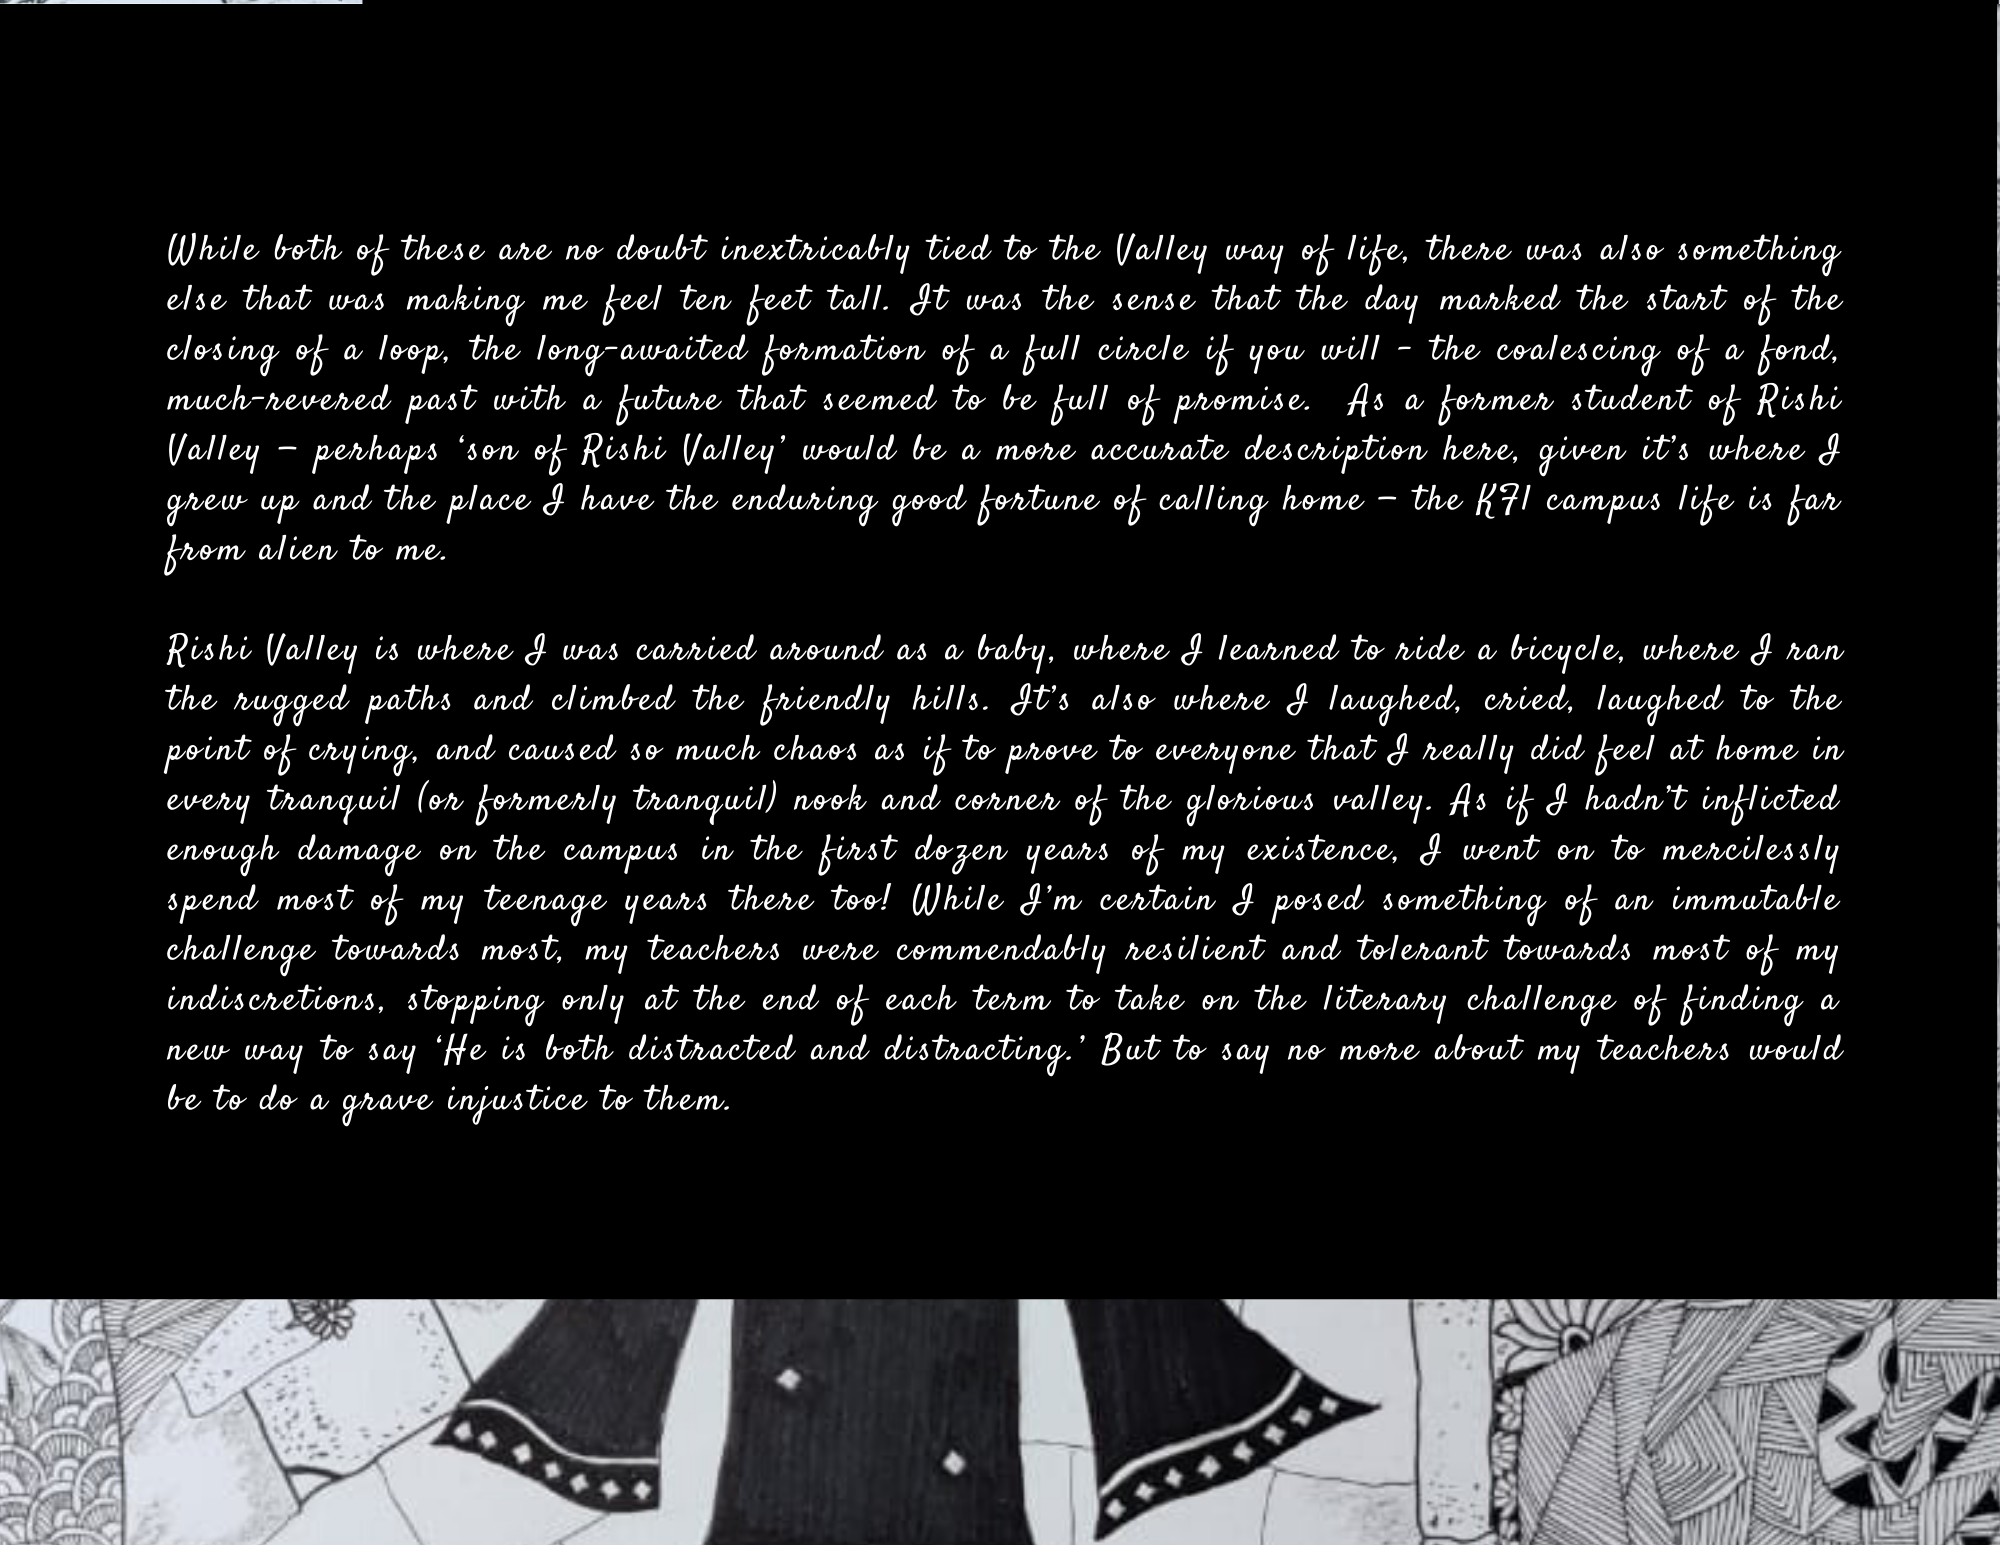 While both of these are no doubt inextricably tied to the Valley way of life, there was also something
else that was making me feel ten feet tall. It was the sense that the day marked the start of the
closing of a loop, the long-awaited formation of a full circle if you will - the coalescing of a fond,
much-revered past with a future that seemed to be full of promise.  As a former student of Rishi
Valley – perhaps ‘son of Rishi Valley’ would be a more accurate description here, given it’s where I
grew up and the place I have the enduring good fortune of calling home – the KFI campus life is far
from alien to me.
Rishi Valley is where I was carried around as a baby, where I learned to ride a bicycle, where I ran
the rugged paths and climbed the friendly hills. It’s also where I laughed, cried, laughed to the
point of crying, and caused so much chaos as if to prove to everyone that I really did feel at home in
every tranquil (or formerly tranquil) nook and corner of the glorious valley. As if I hadn’t inflicted
enough damage on the campus in the first dozen years of my existence, I went on to mercilessly
spend most of my teenage years there too! While I’m certain I posed something of an immutable
challenge towards most, my teachers were commendably resilient and tolerant towards most of my
indiscretions, stopping only at the end of each term to take on the literary challenge of finding a
new way to say ‘He is both distracted and distracting.’ But to say no more about my teachers would
be to do a grave injustice to them.